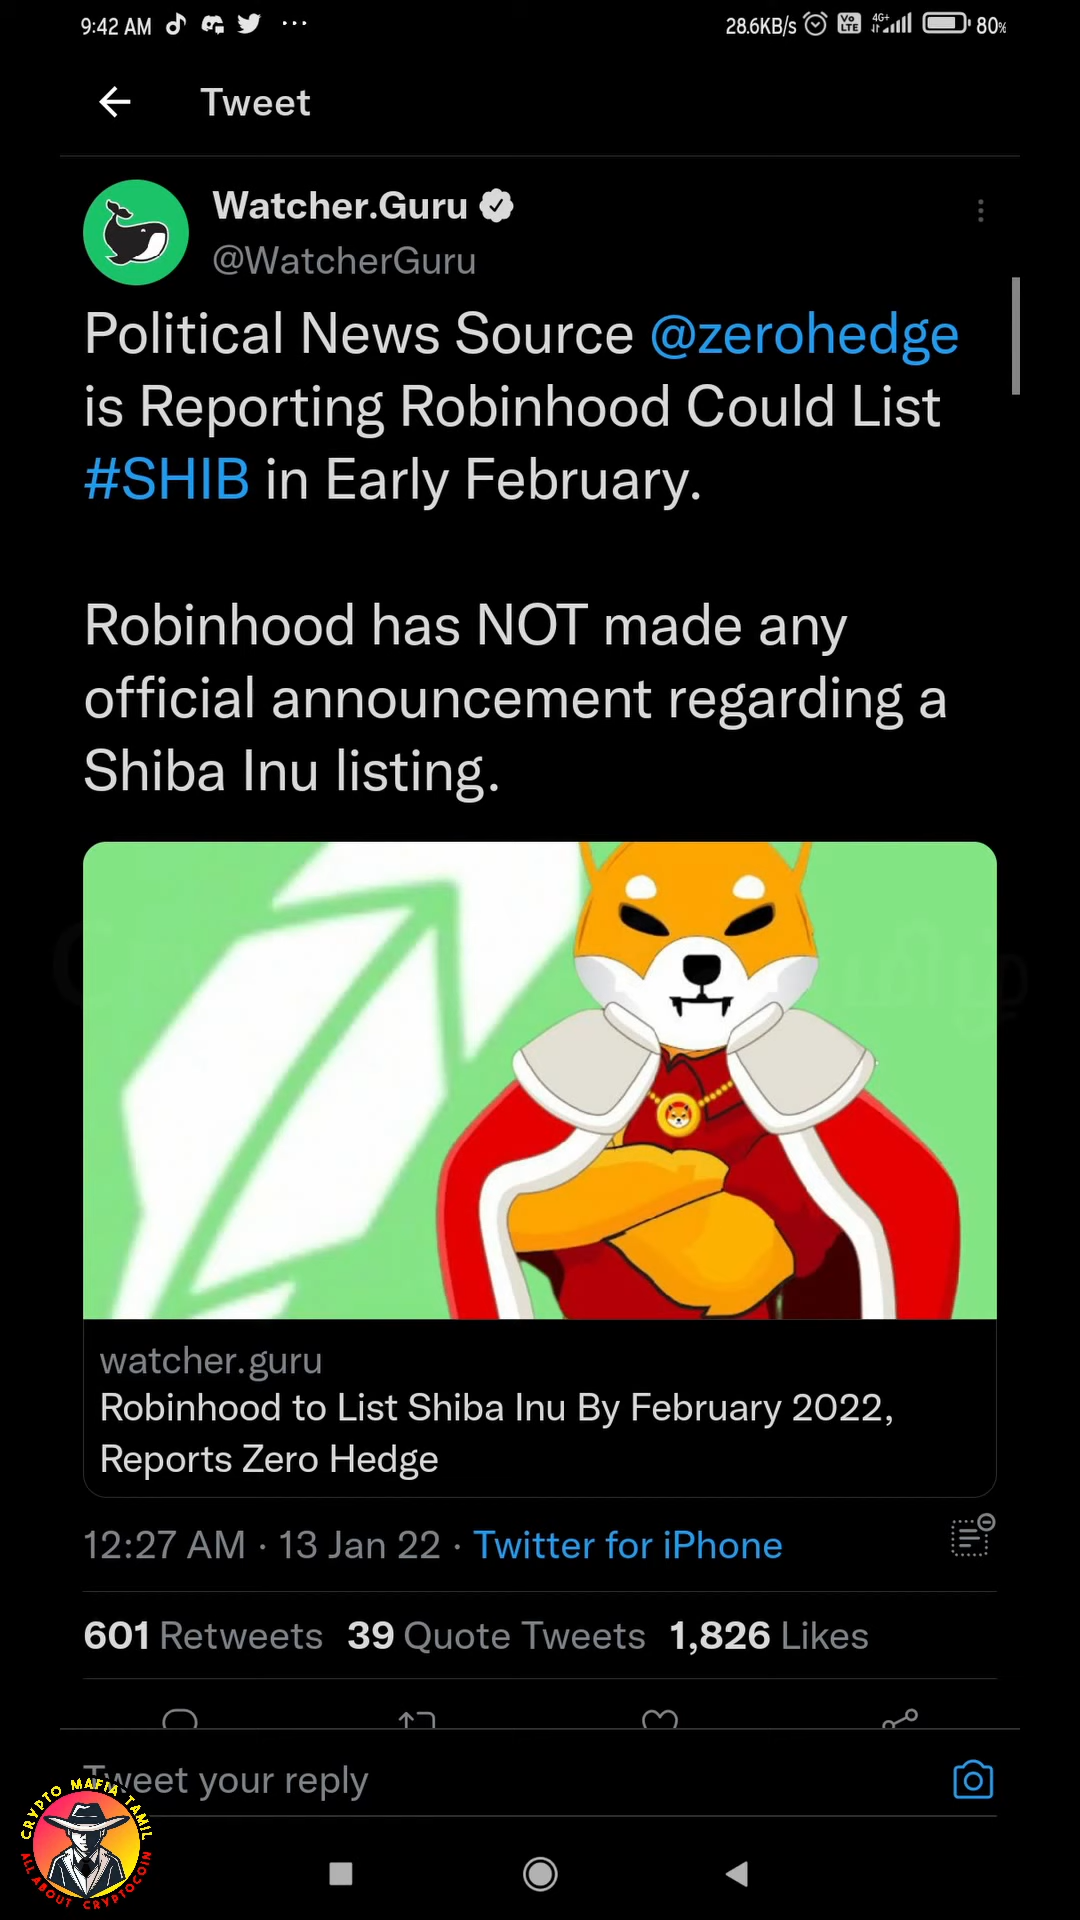 9:42 AM
28.6KB/s
Vo LTE
4G+
80%
Tweet
Watcher.Guru
@WatcherGuru
Political News Source @zerohedge
is Reporting Robinhood Could List
#SHIB in Early February.
Robinhood has NOT made any
official announcement regarding a
Shiba Inu listing.
watcher.guru
Robinhood to List Shiba Inu By February 2022,
Reports Zero Hedge
12:27 AM · 13 Jan 22 · Twitter for iPhone
601 Retweets 39 Quote Tweets 1,826 Likes
Tweet your reply
CRYPTO MAFIA TAMIL
ALL ABOUT CRYPTOCOIN